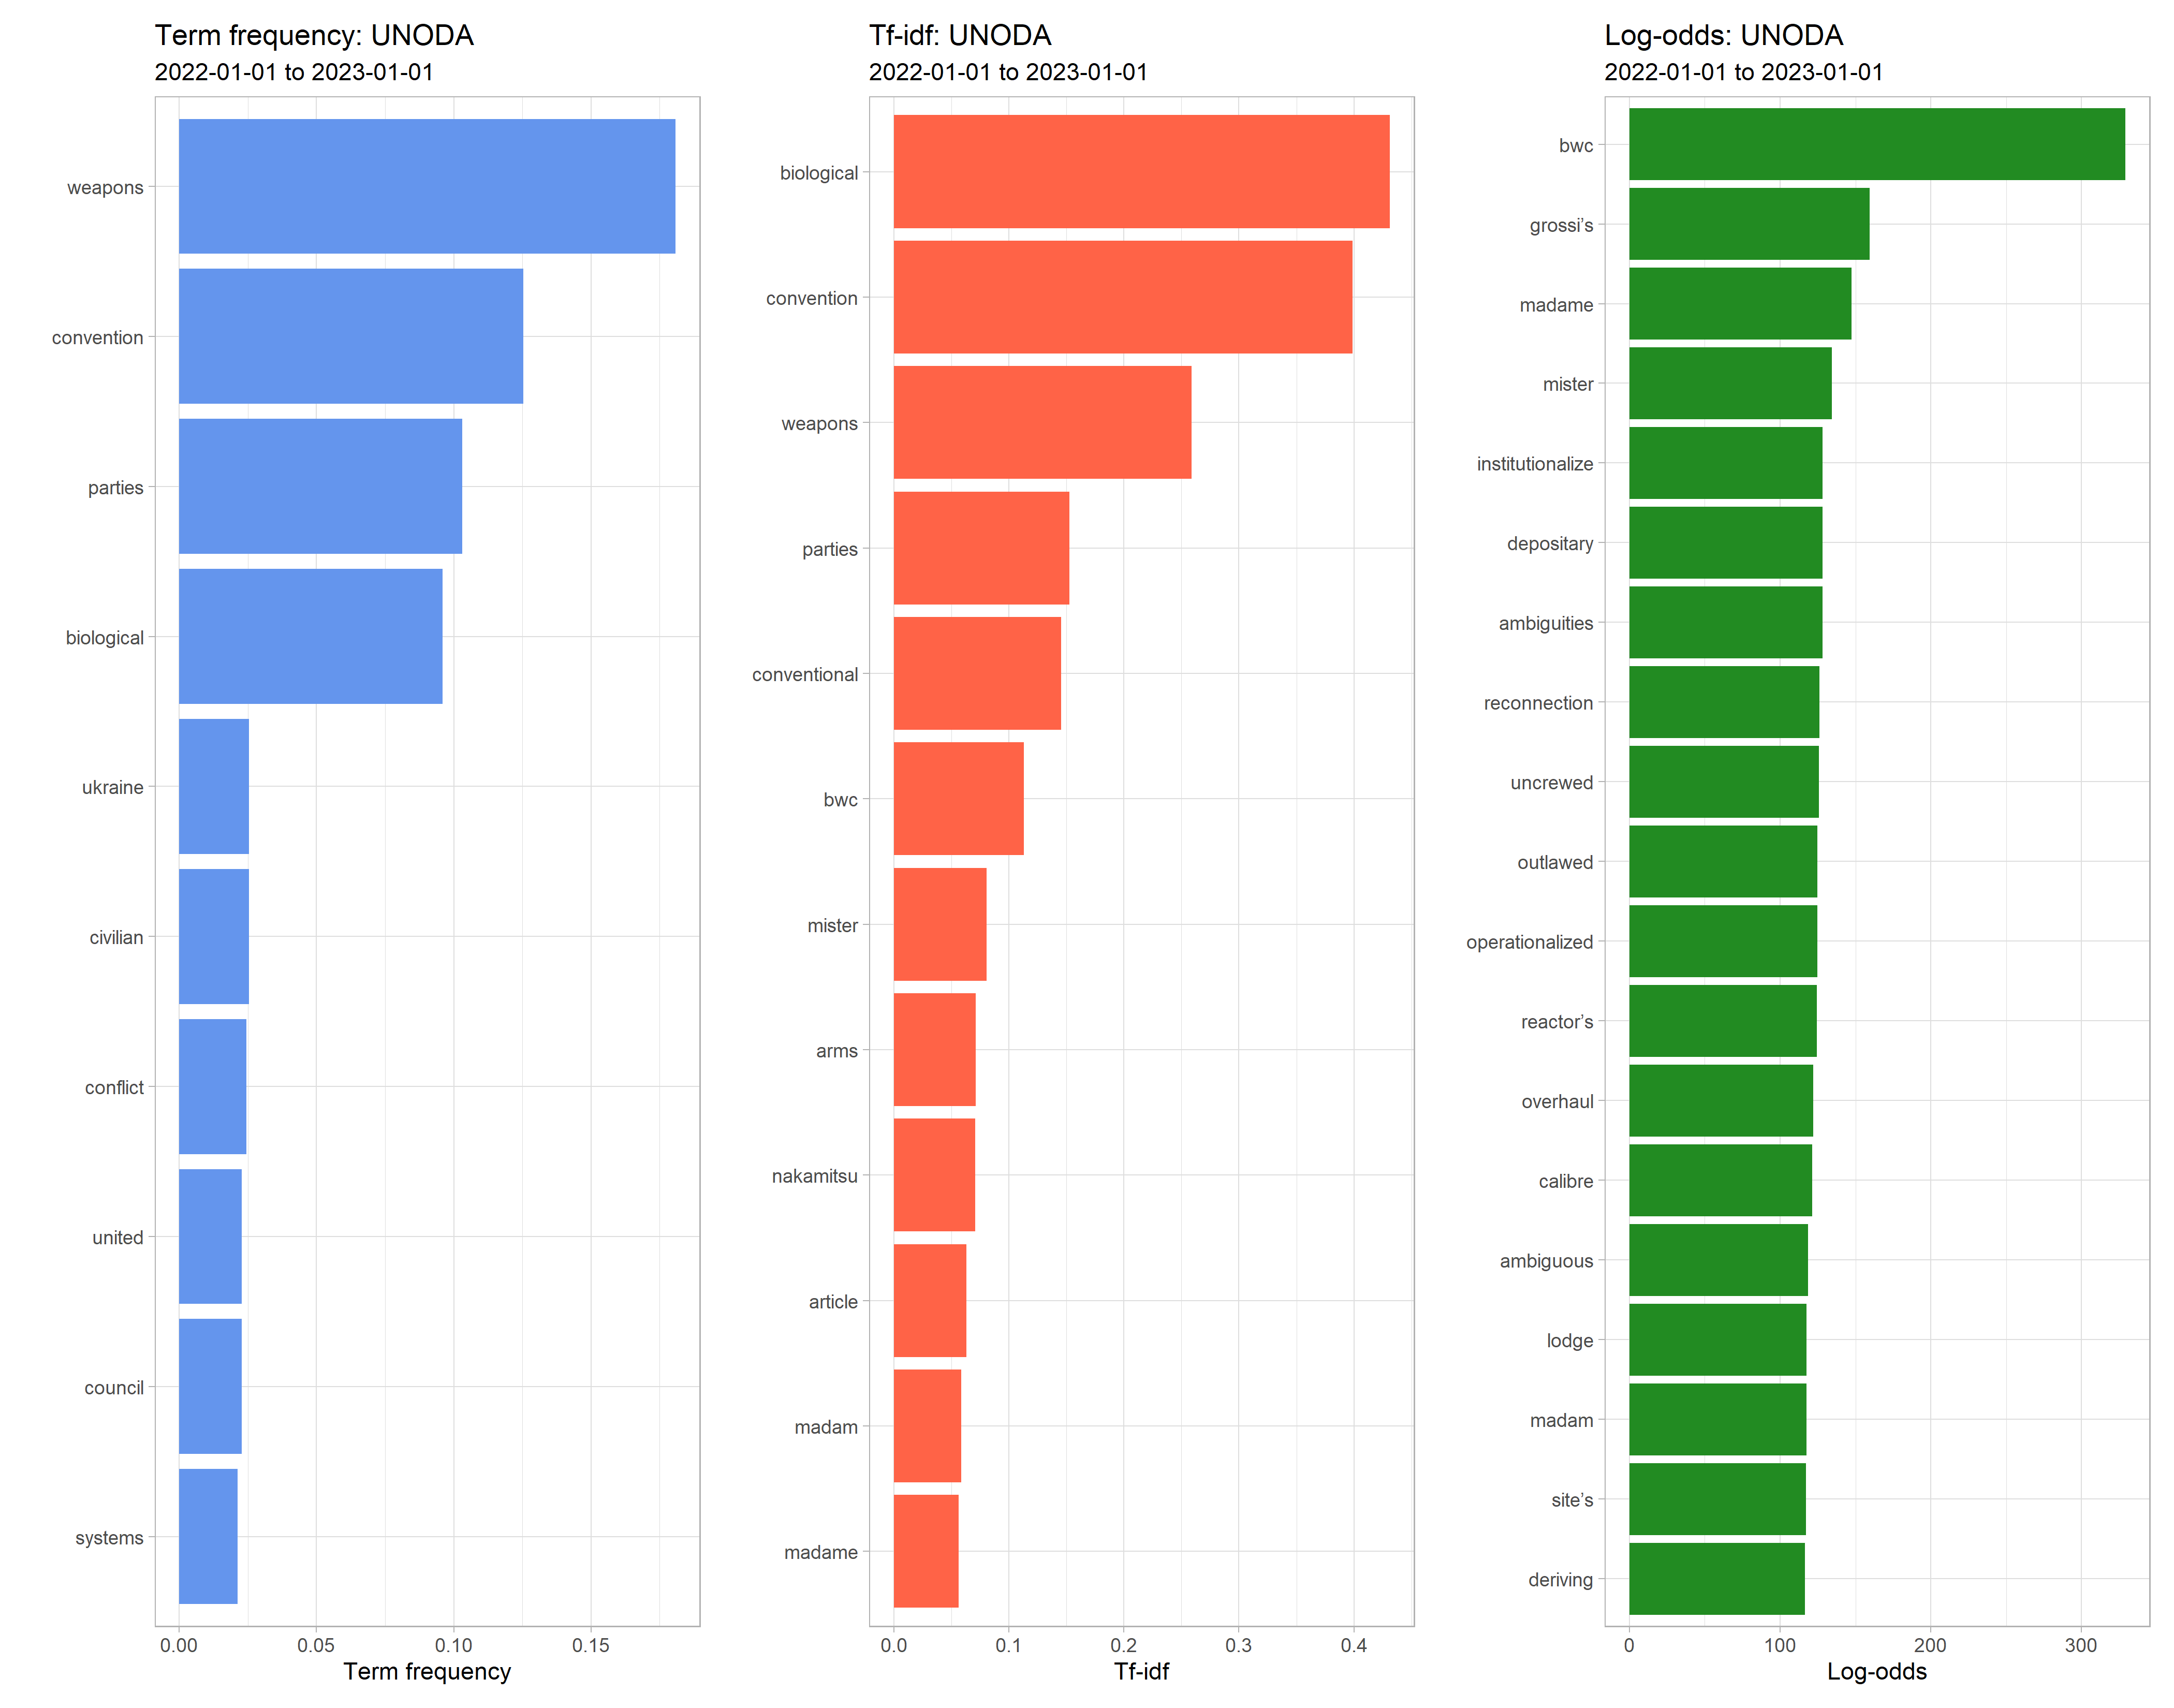 Term frequency: UNODA
2022-01-01 to 2023-01-01
weapons
convention
parties
biological
ukraine
civilian
conflict
united
council
systems
0.00 0.05 0.10 0.15
Term frequency
Tf-idf: UNODA
2022-01-01 to 2023-01-01
biological
convention
weapons
parties
conventional
bwc
mister
arms
nakamitsu
article
madam
madame
0.0 0.1 0.2 0.3 0.4
Tf-idf
Log-odds: UNODA
2022-01-01 to 2023-01-01
bwc
grossi’s
madame
mister
institutionalize
depositary
ambiguities
reconnection
uncrewed
outlawed
operationalized
reactor’s
overhaul
calibre
ambiguous
lodge
madam
site’s
deriving
0 100 200 300
Log-odds